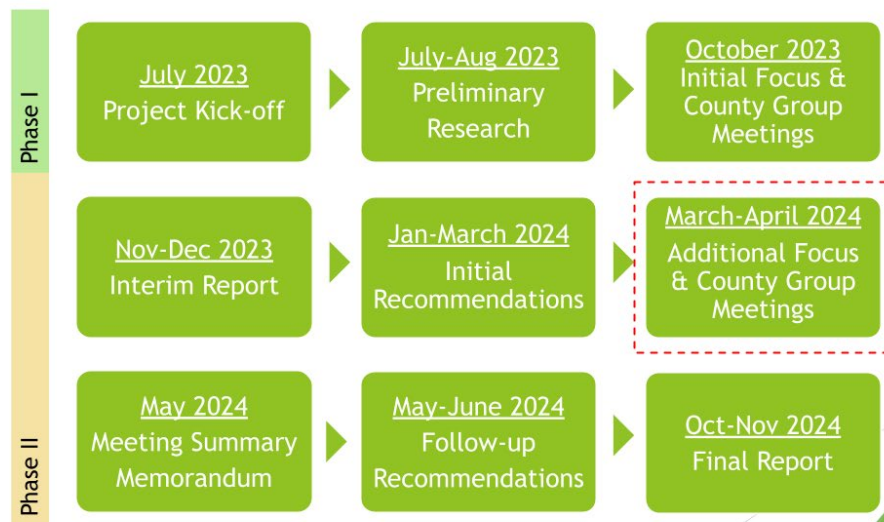 Phase I
July 2023
Project Kick-off
July-Aug 2023
Preliminary
Research
October 2023
Initial Focus &
County Group
Meetings
Phase II
Nov-Dec 2023
Interim Report
Jan-March 2024
Initial
Recommendations
March-April 2024
Additional Focus
& County Group
Meetings
May 2024
Meeting Summary
Memorandum
May-June 2024
Follow-up
Recommendations
Oct-Nov 2024
Final Report